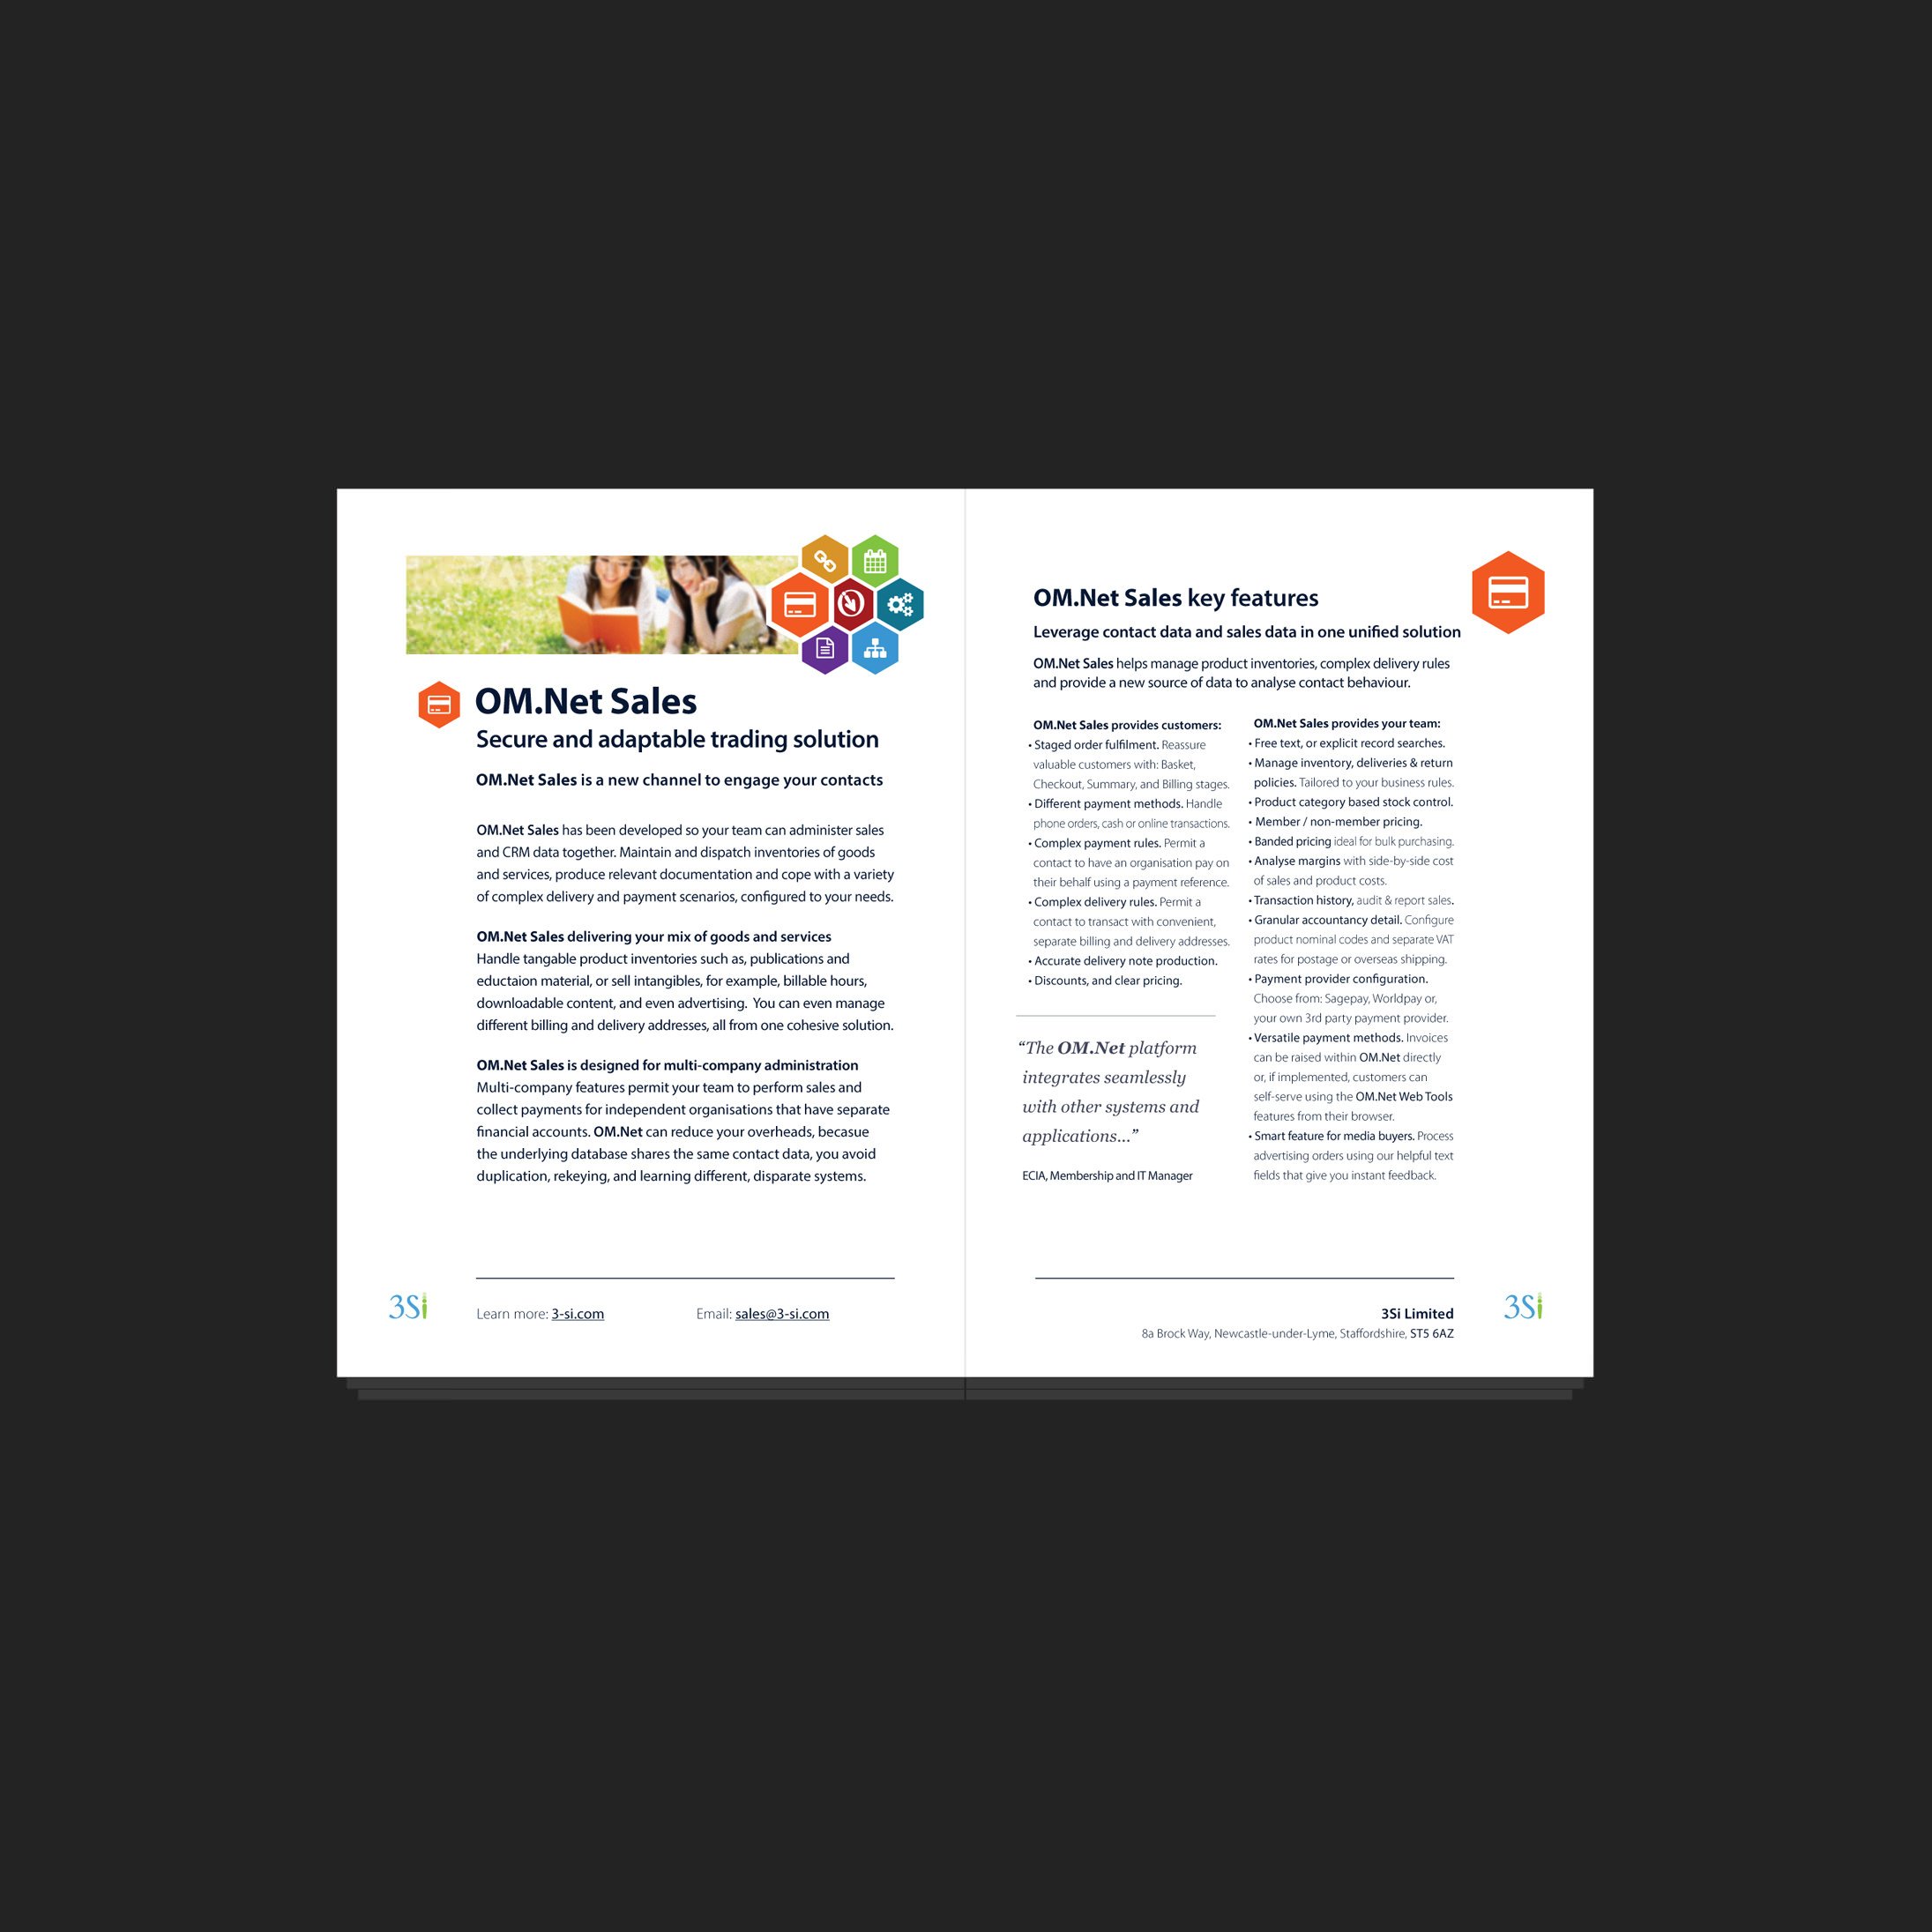 OM.Net Sales
Secure and adaptable trading solution
OM.Net Sales is a new channel to engage your contacts
OM.Net Sales has been developed so your team can administer sales
and CRM data together. Maintain and dispatch inventories of goods
and services, produce relevant documentation and cope with a variety
of complex delivery and payment scenarios, configured to your needs.
OM.Net Sales delivering your mix of goods and services
Handle tangable product inventories such as, publications and
eductaion material, or sell intangibles, for example, billable hours,
downloadable content, and even advertising.  You can even manage
different billing and delivery addresses, all from one cohesive solution.
OM.Net Sales is designed for multi-company administration
Multi-company features permit your team to perform sales and
collect payments for independent organisations that have separate
financial accounts. OM.Net can reduce your overheads, becasue
the underlying database shares the same contact data, you avoid
duplication, rekeying, and learning different, disparate systems.
3Si
Learn more: 3-si.com
Email: sales@3-si.com
OM.Net Sales key features
Leverage contact data and sales data in one unified solution
OM.Net Sales helps manage product inventories, complex delivery rules
and provide a new source of data to analyse contact behaviour.
OM.Net Sales provides customers:
• Staged order fulfilment. Reassure
valuable customers with: Basket,
Checkout, Summary, and Billing stages.
• Different payment methods. Handle
phone orders, cash or online transactions.
• Complex payment rules. Permit a
contact to have an organisation pay on
their behalf using a payment reference.
• Complex delivery rules. Permit a
contact to transact with convenient,
separate billing and delivery addresses.
• Accurate delivery note production.
• Discounts, and clear pricing.
“The OM.Net platform
integrates seamlessly
with other systems and
applications...”
ECIA, Membership and IT Manager
OM.Net Sales provides your team:
• Free text, or explicit record searches.
• Manage inventory, deliveries & return
policies. Tailored to your business rules.
• Product category based stock control.
• Member / non-member pricing.
• Banded pricing ideal for bulk purchasing.
• Analyse margins with side-by-side cost
of sales and product costs.
• Transaction history, audit & report sales.
• Granular accountancy detail. Configure
product nominal codes and separate VAT
rates for postage or overseas shipping.
• Payment provider configuration.
Choose from: Sagepay, Worldpay or,
your own 3rd party payment provider.
• Versatile payment methods. Invoices
can be raised within OM.Net directly
or, if implemented, customers can
self-serve using the OM.Net Web Tools
features from their browser.
• Smart feature for media buyers. Process
advertising orders using our helpful text
fields that give you instant feedback.
3Si Limited
8a Brock Way, Newcastle-under-Lyme, Staffordshire, ST5 6AZ
3Si